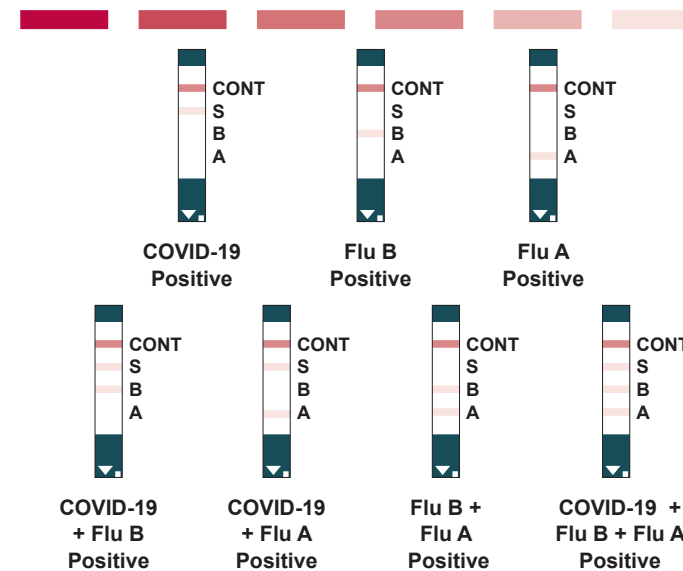 CONT
S
B
A
COVID-19
Positive
CONT
S
B
A
Flu B
Positive
CONT
S
B
A
Flu A
Positive
CONT
S
B
A
COVID-19
+ Flu B
Positive
CONT
S
B
A
COVID-19
+ Flu A
Positive
CONT
S
B
A
Flu B +
Flu A
Positive
CONT
S
B
A
COVID-19 +
Flu B + Flu A
Positive